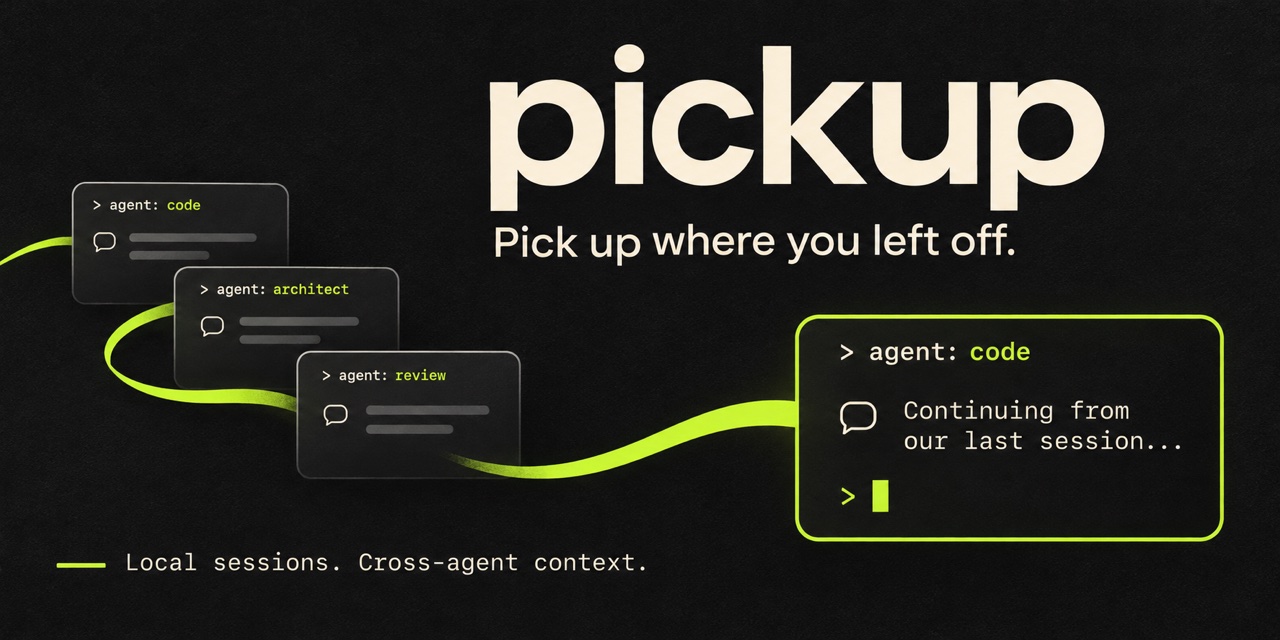 pickup
Pick up where you left off.
> agent: code
> agent: architect
> agent: review
> agent: code
Continuing from
our last session...
>
Local sessions. Cross-agent context.